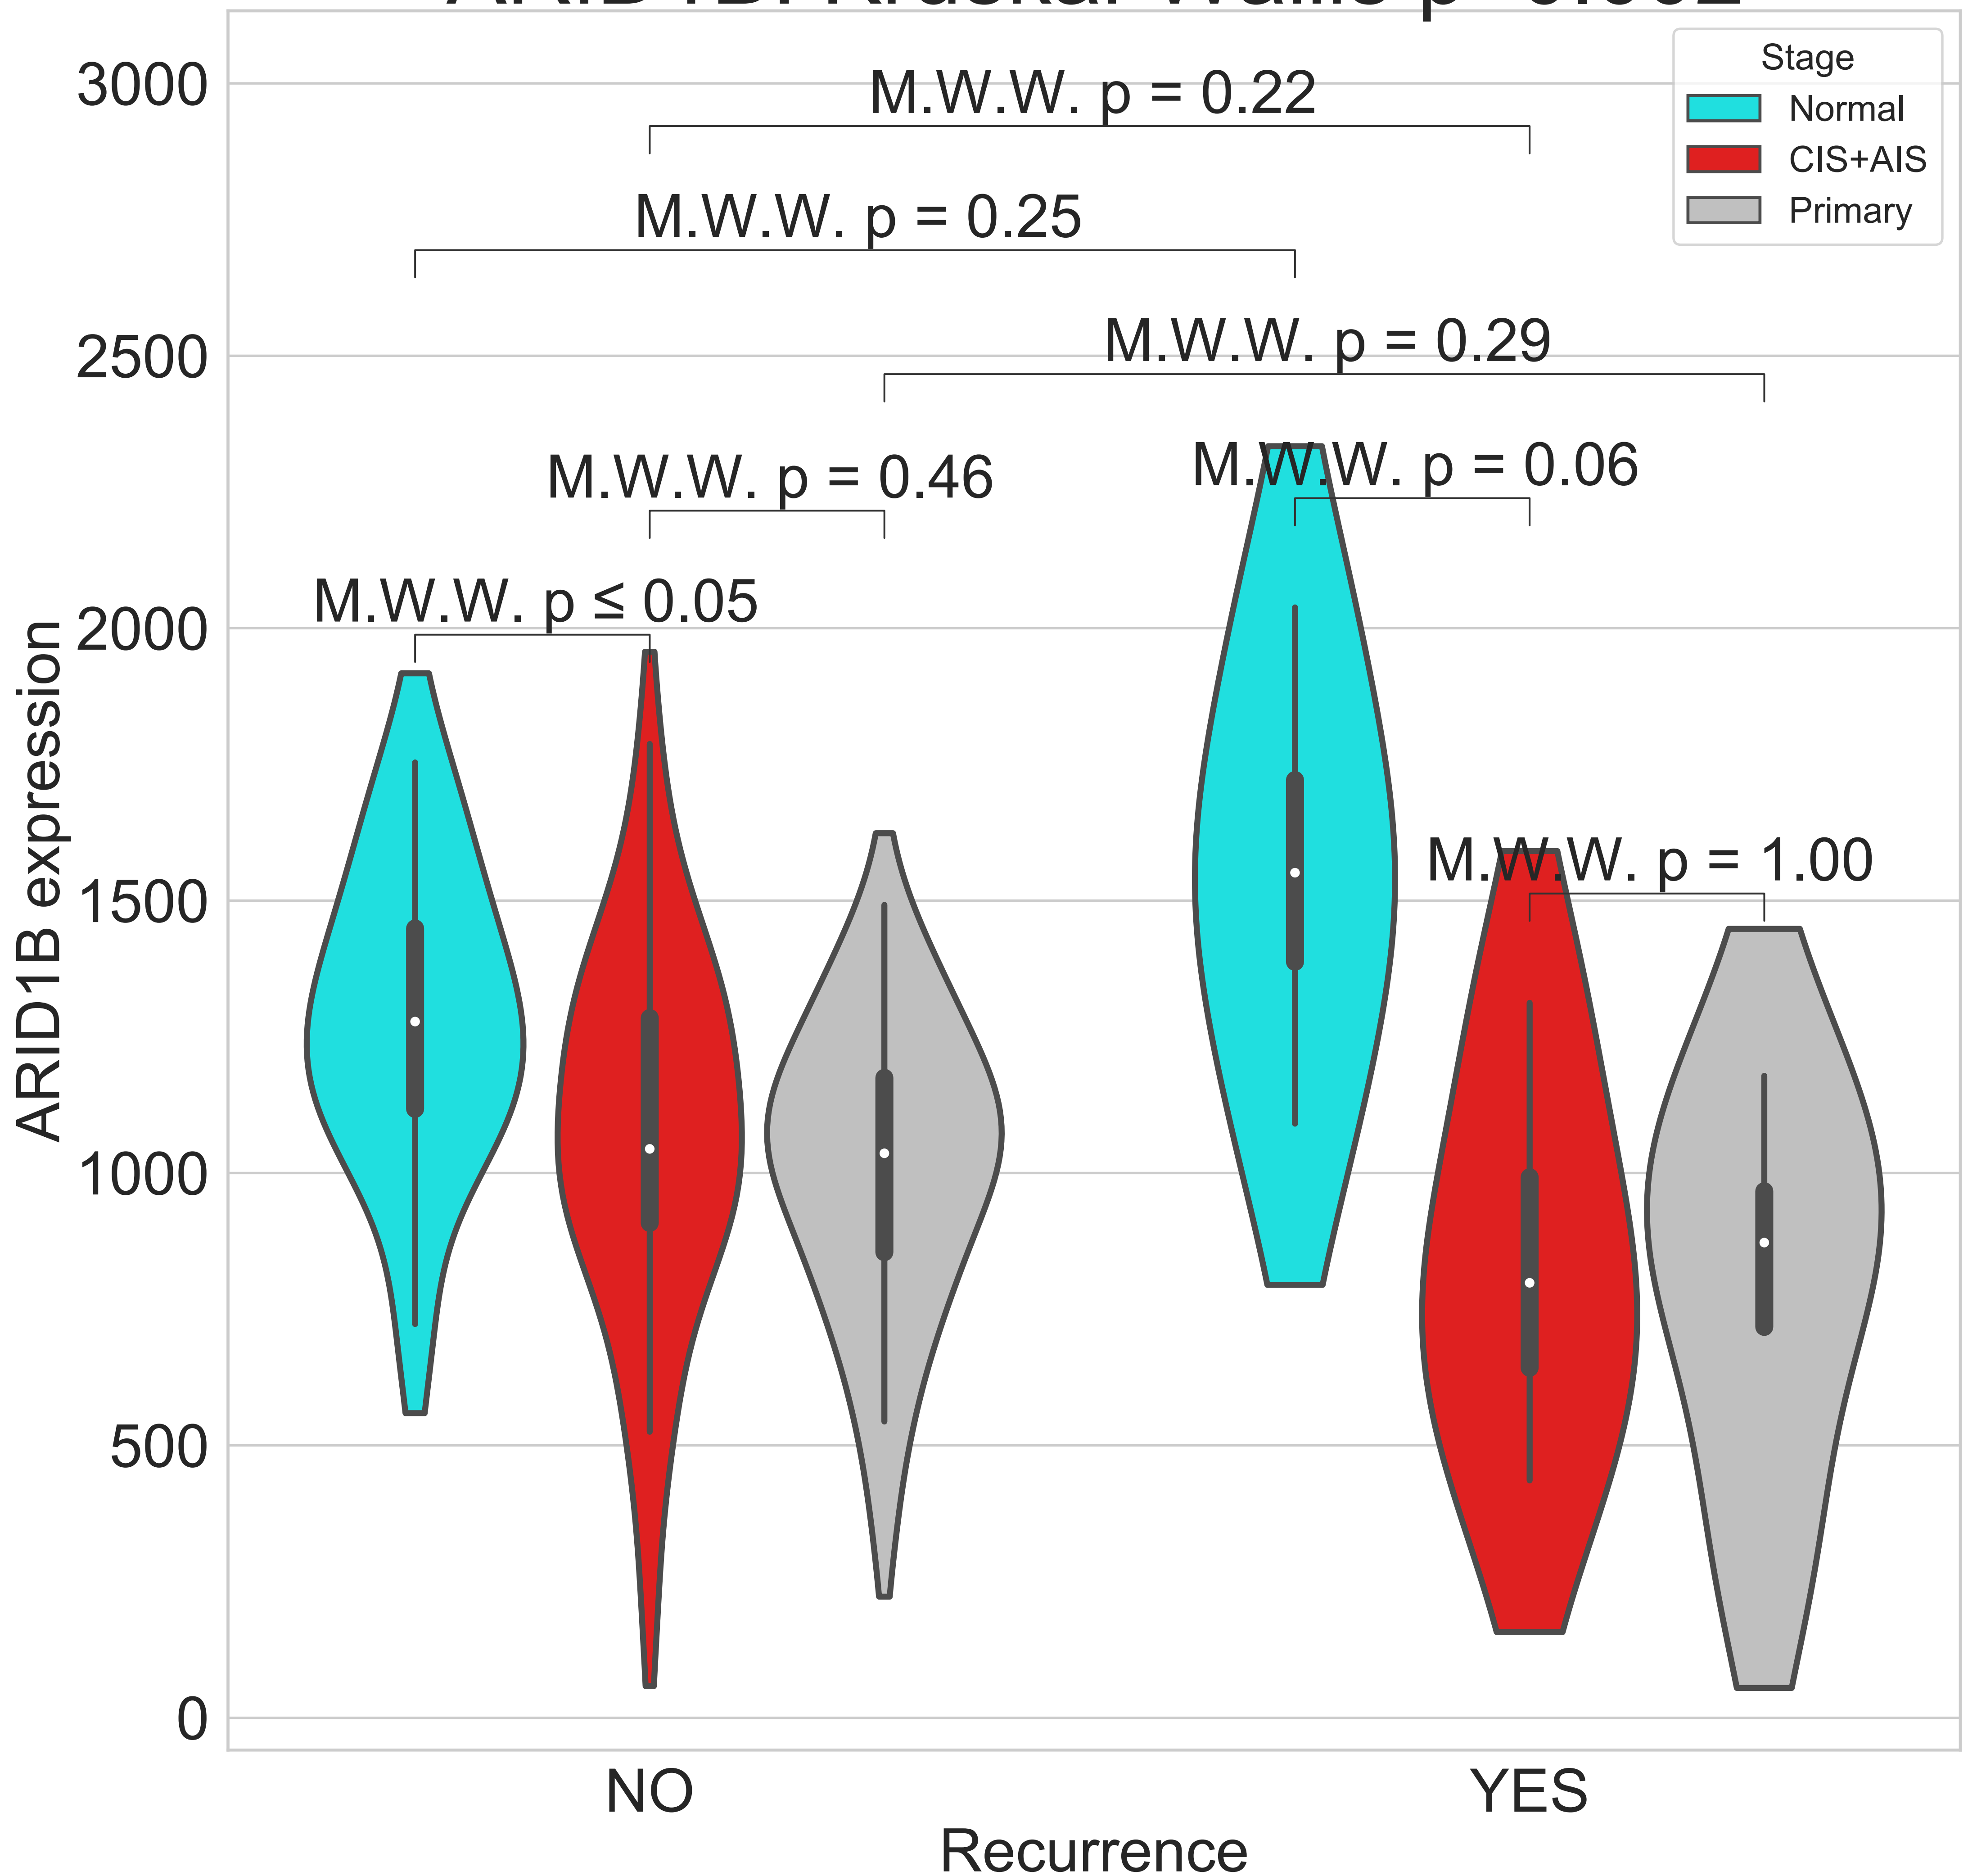 3000
2500
2000
1500
1000
500
0
ARID1B expression
M.W.W. p = 0.22
M.W.W. p = 0.25
M.W.W. p = 0.29
M.W.W. p = 0.46
M.W.W. p = 0.06
M.W.W. p ≤ 0.05
M.W.W. p = 1.00
Stage
Normal
CIS+AIS
Primary
NO
YES
Recurrence